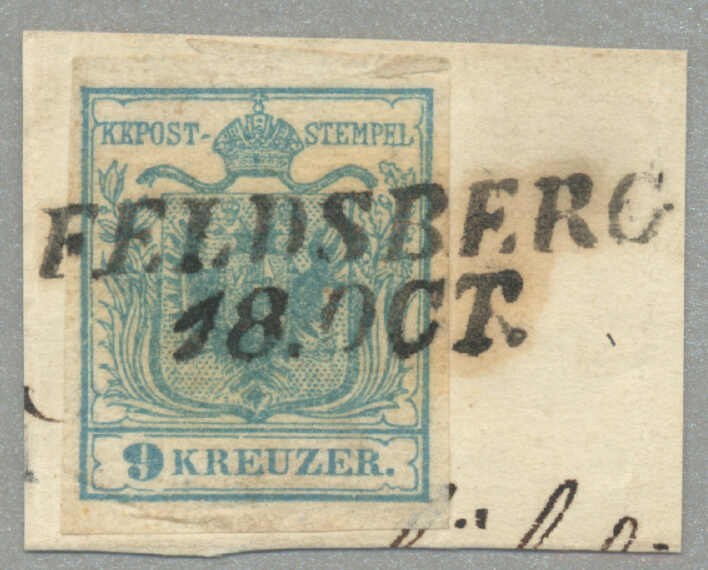 KKPOST-STEMPEL
FELDSBERG
18. OCT.
9 KREUZER.